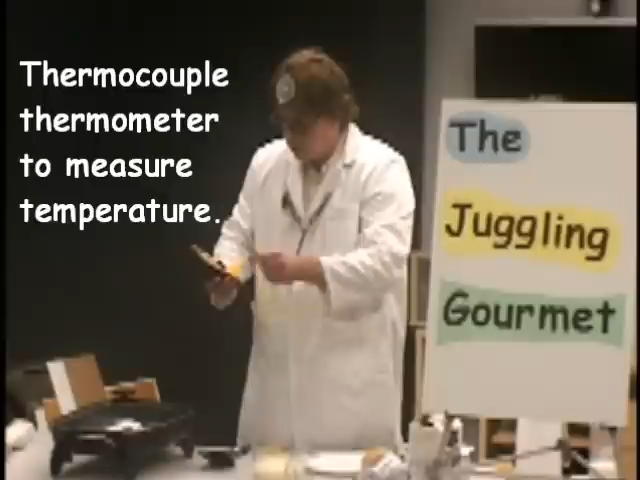 Thermocouple
thermometer
to measure
temperature.
The
Juggling
Gourmet